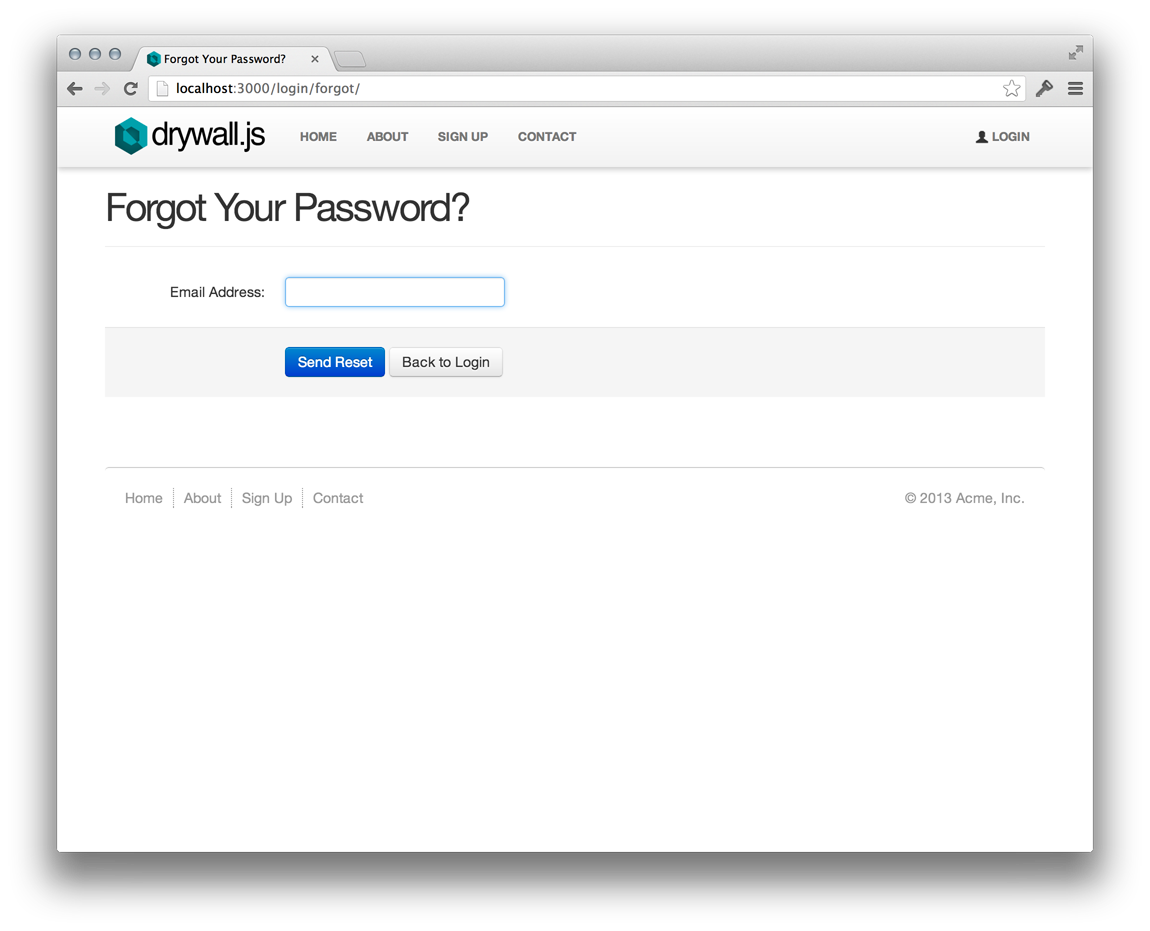 Forgot Your Password?
localhost:3000/login/forgot/
drywall.js HOME ABOUT SIGN UP CONTACT LOGIN
Forgot Your Password?
Email Address:
Send Reset Back to Login
Home About Sign Up Contact © 2013 Acme, Inc.